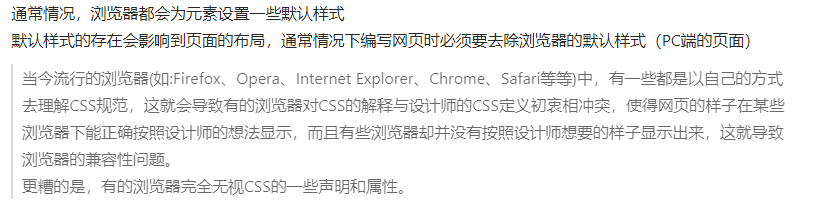 通常情况，浏览器都会为元素设置一些默认样式
默认样式的存在会影响到页面的布局，通常情况下编写网页时必须要去除浏览器的默认样式（PC端的页面）
当今流行的浏览器(如:Firefox、Opera、Internet Explorer、Chrome、Safari等等)中，有一些都是以自己的方式
去理解CSS规范，这就会导致有的浏览器对CSS的解释与设计师的CSS定义初衷相冲突，使得网页的样子在某些
浏览器下能正确按照设计师的想法显示，而且有些浏览器却并没有按照设计师想要的样子显示出来，这就导致
浏览器的兼容性问题。
更糟的是，有的浏览器完全无视CSS的一些声明和属性。